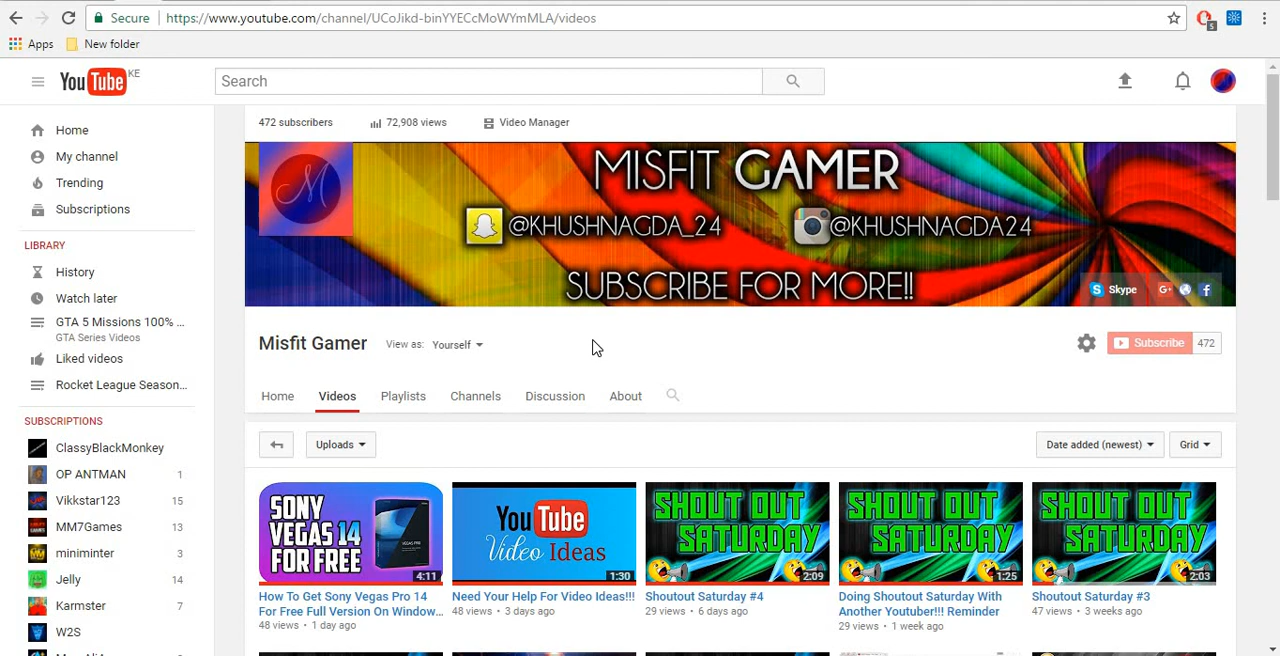 Secure https://www.youtube.com/channel/UCoJikd-binYYECcMoWYmMLA/videos
5
Apps New folder
YouTube KE
Search
Home
My channel
Trending
Subscriptions
LIBRARY
History
Watch later
GTA 5 Missions 100% ...
GTA Series Videos
Liked videos
Rocket League Season...
SUBSCRIPTIONS
ClassyBlackMonkey
OP ANTMAN 1
Vikkstar123 15
MM7Games 13
miniminter 3
Jelly 14
Karmster 7
W2S
472 subscribers 72,908 views Video Manager
M
MISFIT GAMER
@KHUSHNAGDA_24 @KHUSHNAGDA24
SUBSCRIBE FOR MORE!!
Skype G+ f
Misfit Gamer View as: Yourself Subscribe 472
Home Videos Playlists Channels Discussion About
Uploads Date added (newest) Grid
SONY
VEGAS 14
FOR FREE
4:11
How To Get Sony Vegas Pro 14
For Free Full Version On Window...
48 views • 1 day ago
YouTube
Video Ideas
1:30
Need Your Help For Video Ideas!!!
48 views • 3 days ago
SHOUT OUT
SATURDAY
2:09
Shoutout Saturday #4
29 views • 6 days ago
SHOUT OUT
SATURDAY
1:25
Doing Shoutout Saturday With
Another Youtuber!!! Reminder
29 views • 1 week ago
SHOUT OUT
SATURDAY
2:03
Shoutout Saturday #3
47 views • 3 weeks ago